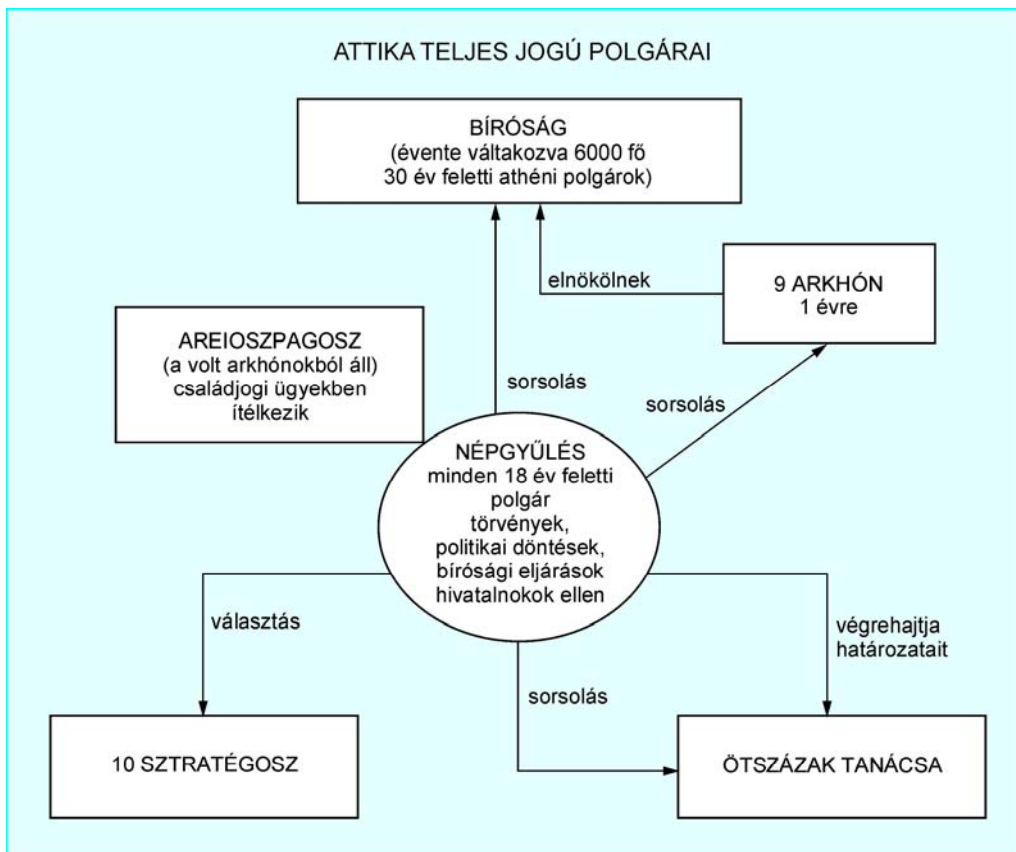 ATTIKA TELJES JOGÚ POLGÁRAI
BÍRÓSÁG
(évente váltakozva 6000 fő
30 év feletti athéni polgárok)
elnökölnek
9 ARKHÓN
1 évre
AREIOSZPAGOSZ
(a volt arkhónokból áll)
családjogi ügyekben
ítélkezik
sorsolás
sorsolás
NÉPGYŰLÉS
minden 18 év feletti
polgár
törvények,
politikai döntések,
bírósági eljárások
hivatalnokok ellen
választás
végrehajtja
határozatait
sorsolás
10 SZTRATÉGOSZ
ÖTSZÁZAK TANÁCSA